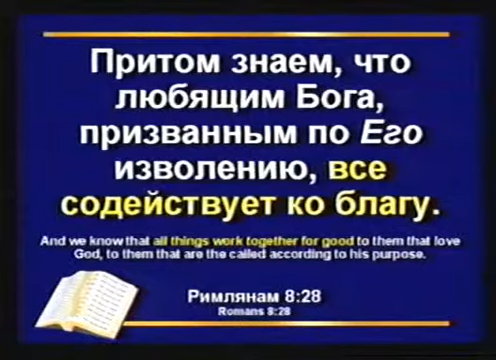 Притом знаем, что
любящим Бога,
призванным по Его
изволению, все
содействует ко благу.
And we know that all things work together for good to them that love
God, to them that are the called according to his purpose.
Римлянам 8:28
Romans 8:28